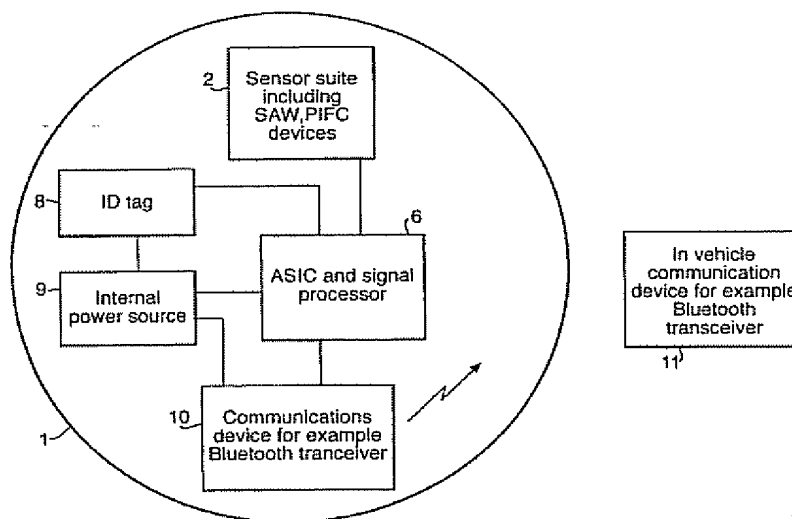 2
Sensor suite
including
SAW,PIFC
devices
8
ID tag
6
ASIC and signal
processor
9
Internal
power source
In vehicle
communication
device for example
Bluetooth
transceiver
11
10
Communications
device for example
Bluetooth tranceiver
1